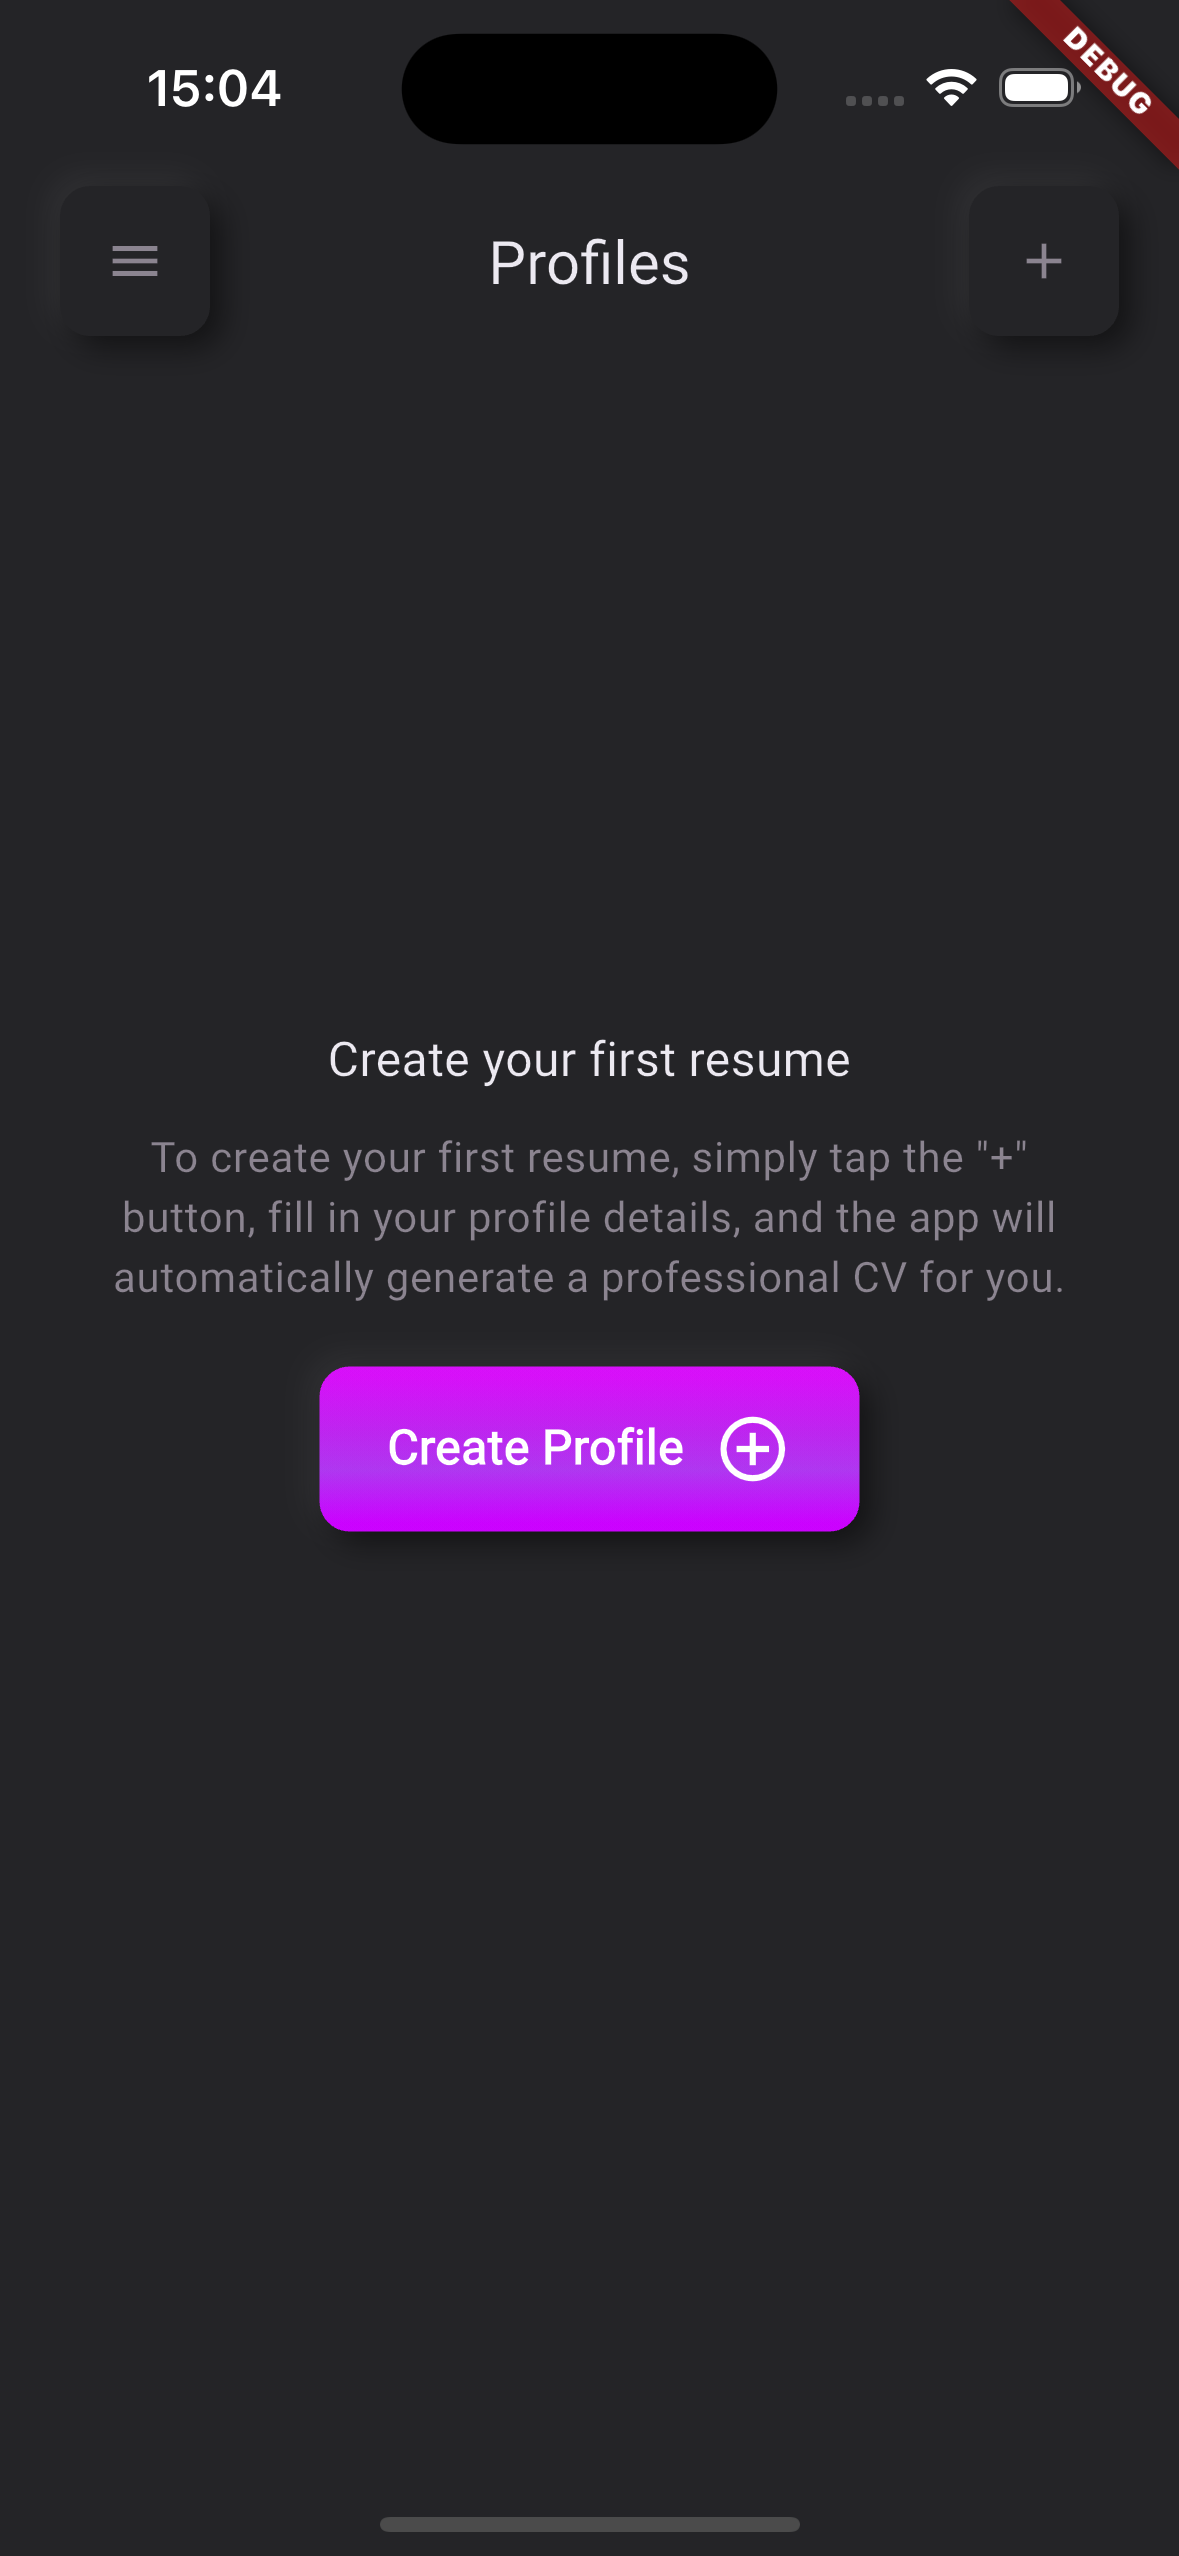 15:04
DEBUG
Profiles
Create your first resume
To create your first resume, simply tap the "+"
button, fill in your profile details, and the app will
automatically generate a professional CV for you.
Create Profile